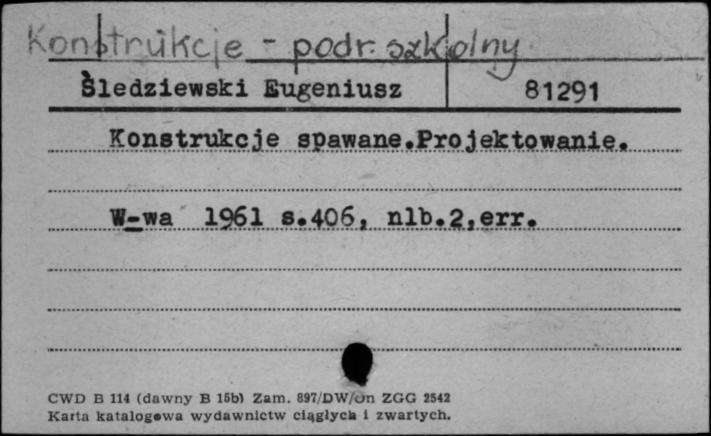 Konstrukcje - podr. szkolny
Śledziewski Eugeniusz 81291
Konstrukcje spawane.Projektowanie.
W-wa 1961 s.406, nlb.2,err.
CWD B 114 (dawny B 15b) Zam. 897/DW/Dn ZGG 2542
Karta katalogowa wydawnictw ciągłych i zwartych.